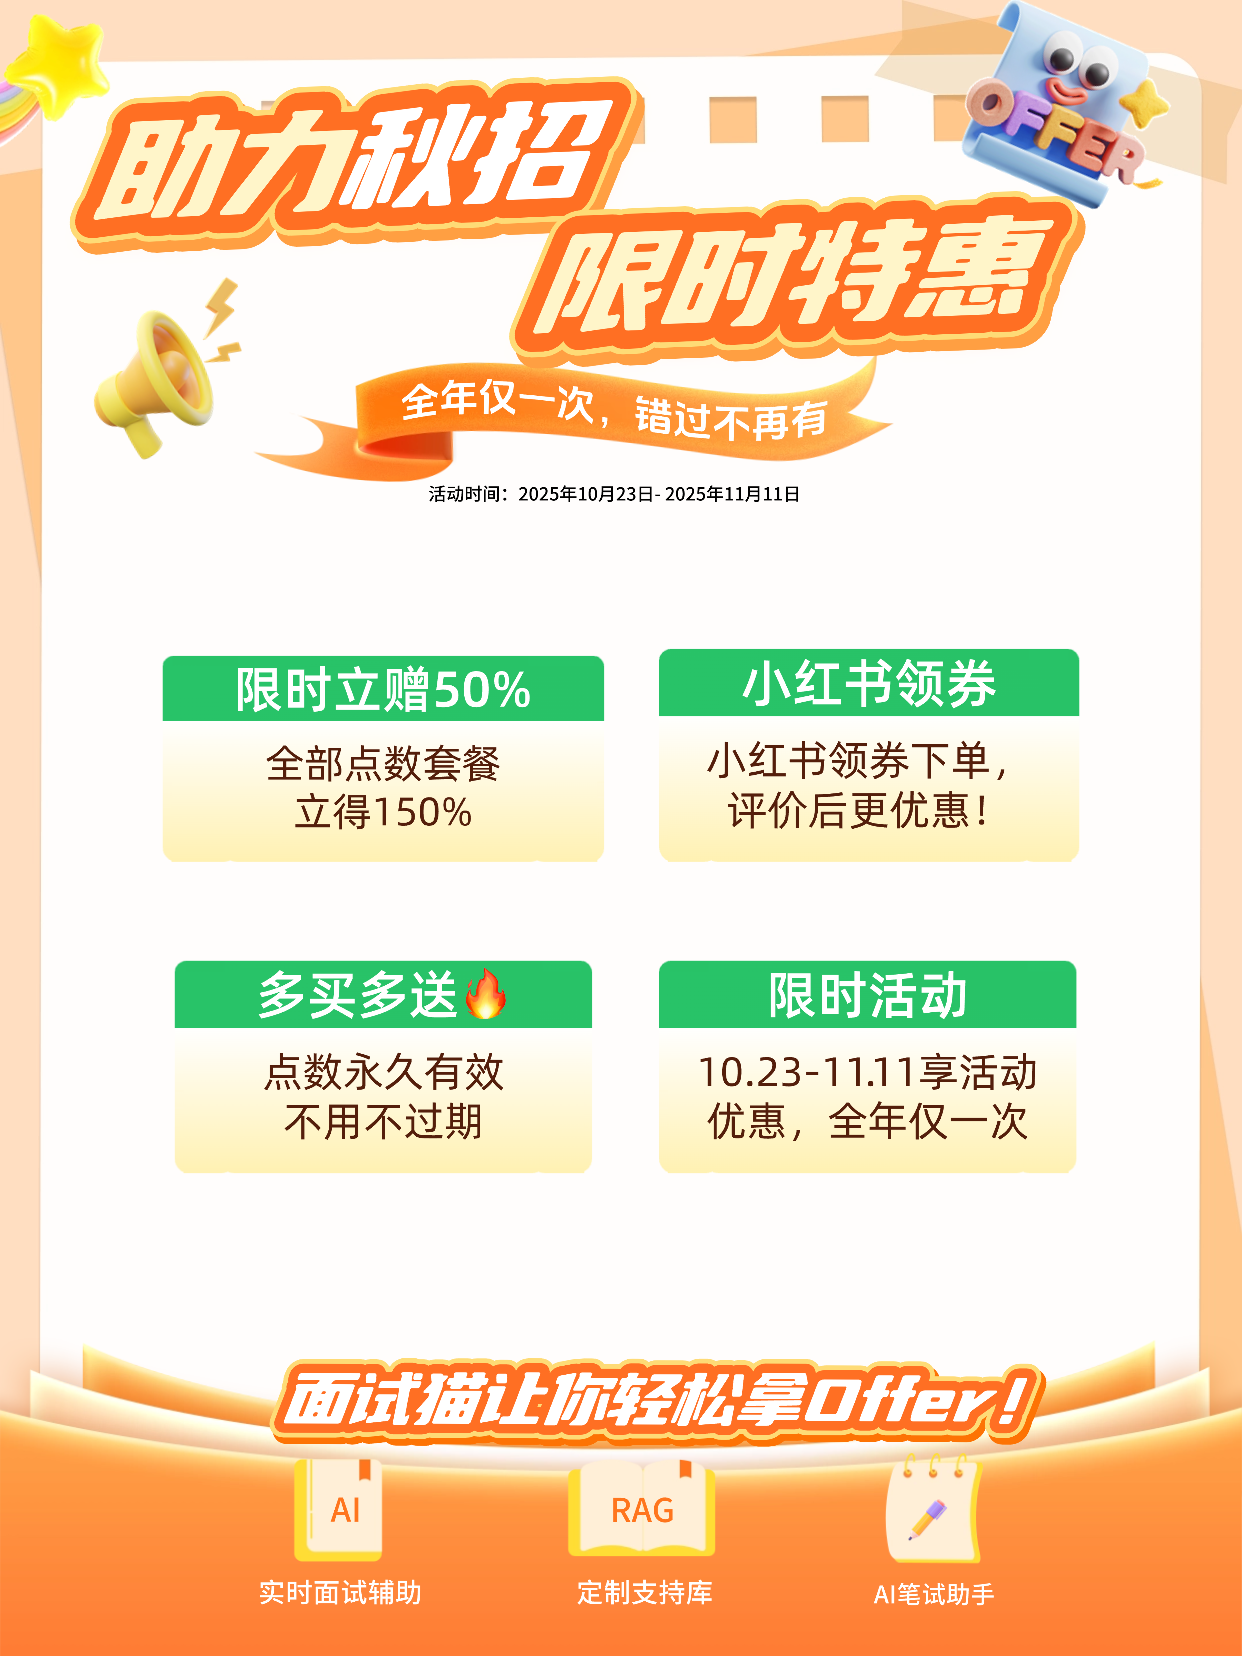 OFFER
助力秋招
限时特惠
全年仅一次，错过不再有
活动时间：2025年10月23日- 2025年11月11日
限时立赠50%
全部点数套餐
立得150%
小红书领券
小红书领券下单，
评价后更优惠！
多买多送🔥
点数永久有效
不用不过期
限时活动
10.23-11.11享活动
优惠，全年仅一次
面试猫让你轻松拿Offer！
AI
实时面试辅助
RAG
定制支持库
AI笔试助手